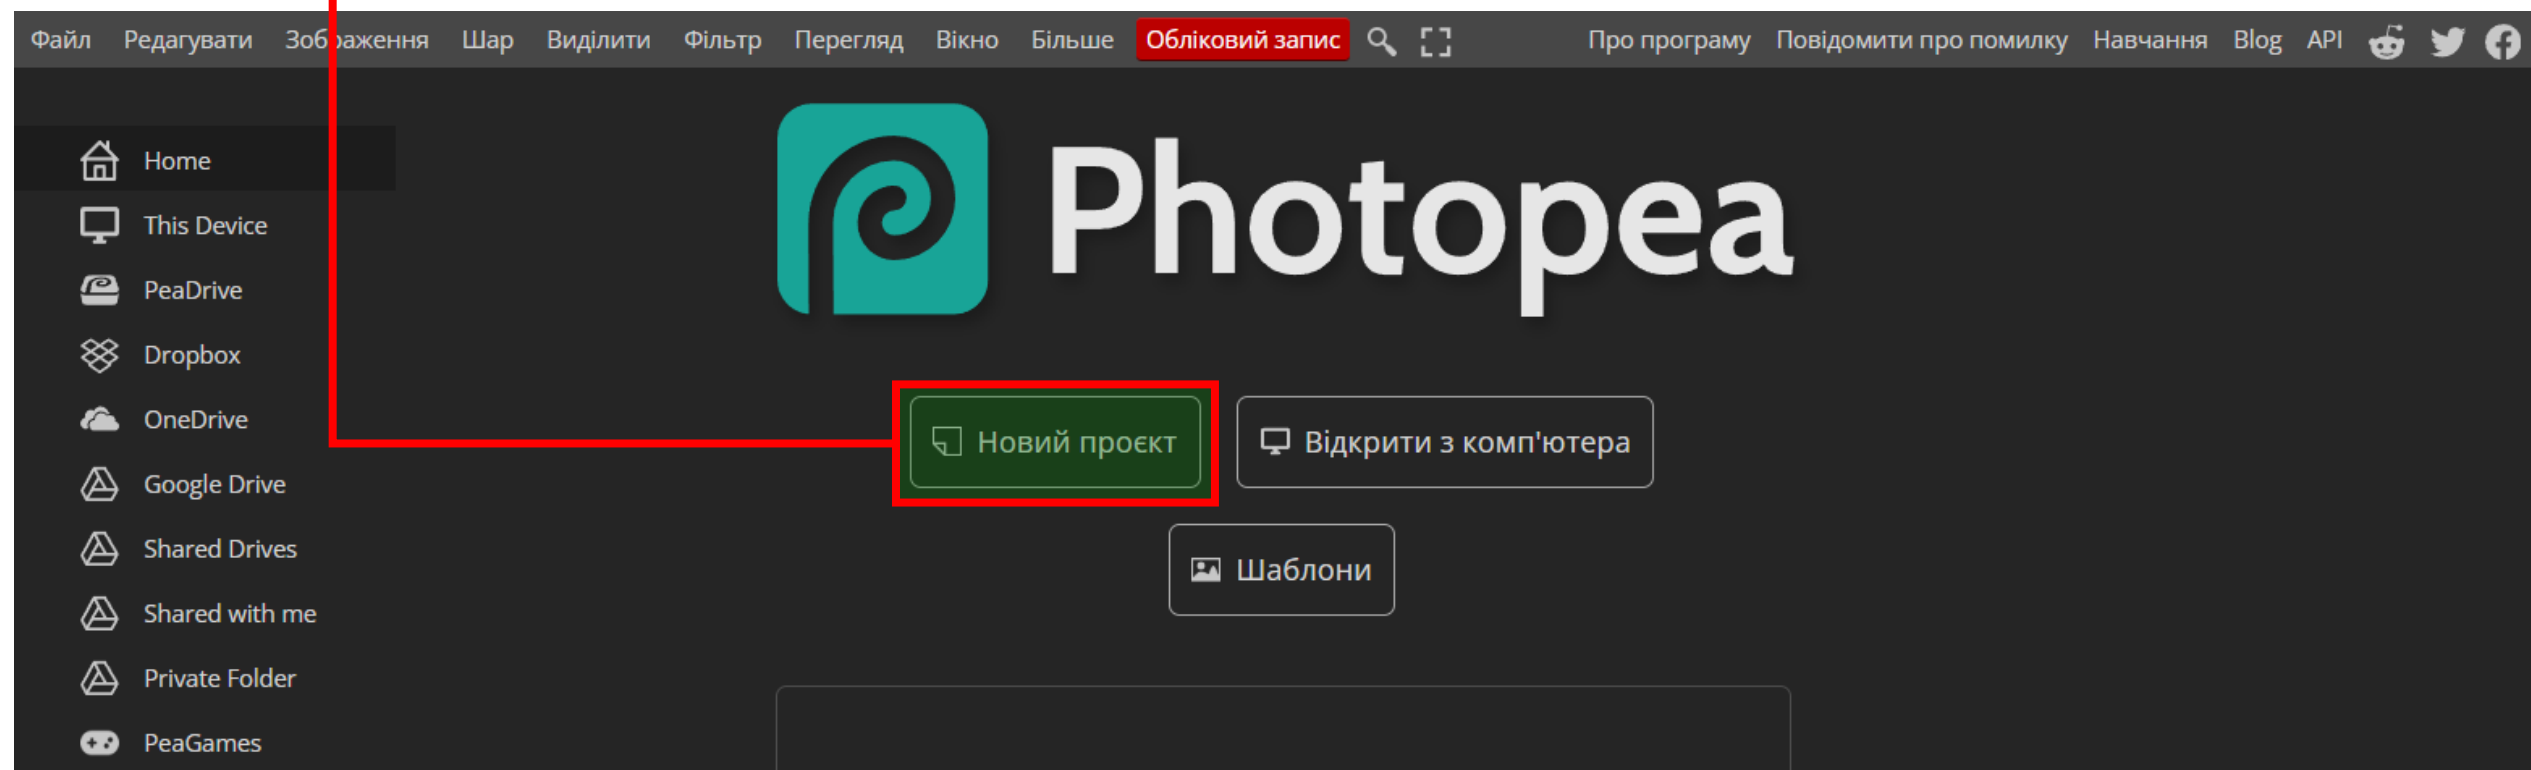 Файл Редагувати Зображення Шар Виділити Фільтр Перегляд Вікно Більше Обліковий запис Про програму Повідомити про помилку Навчання Blog API
Home
This Device
PeaDrive
Dropbox
OneDrive
Google Drive
Shared Drives
Shared with me
Private Folder
PeaGames
Photopea
Новий проєкт Відкрити з комп'ютера
Шаблони